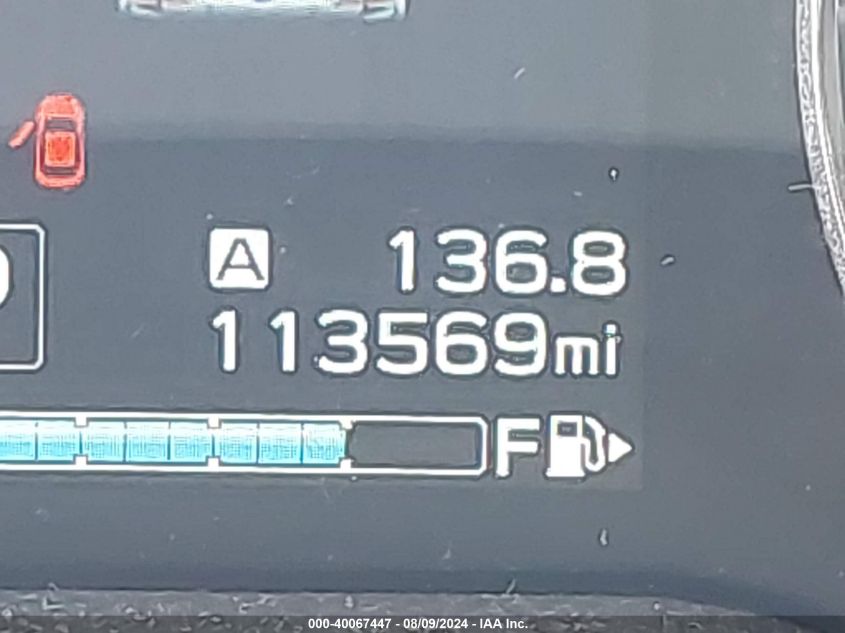 A 136.8
113569mi
F
000-40067447 - 08/09/2024 - IAA Inc.